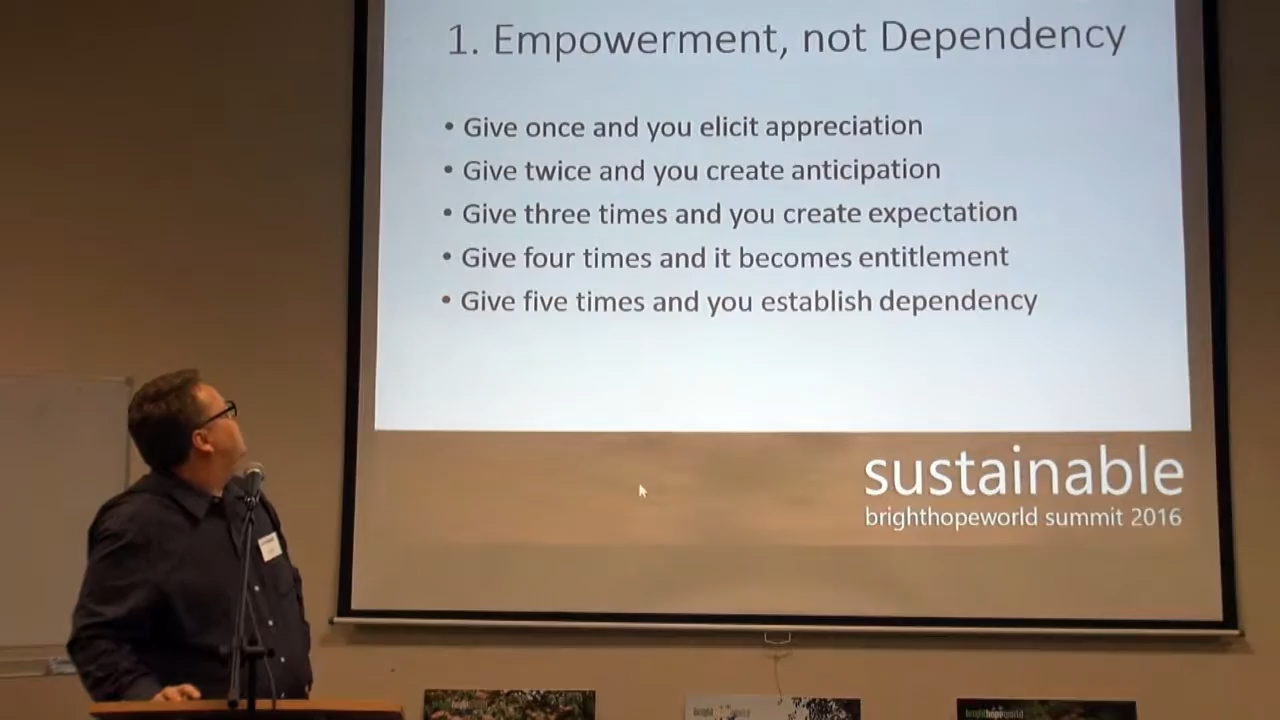 1. Empowerment, not Dependency
• Give once and you elicit appreciation
• Give twice and you create anticipation
• Give three times and you create expectation
• Give four times and it becomes entitlement
• Give five times and you establish dependency
sustainable
brighthopeworld summit 2016
brighthopeworld